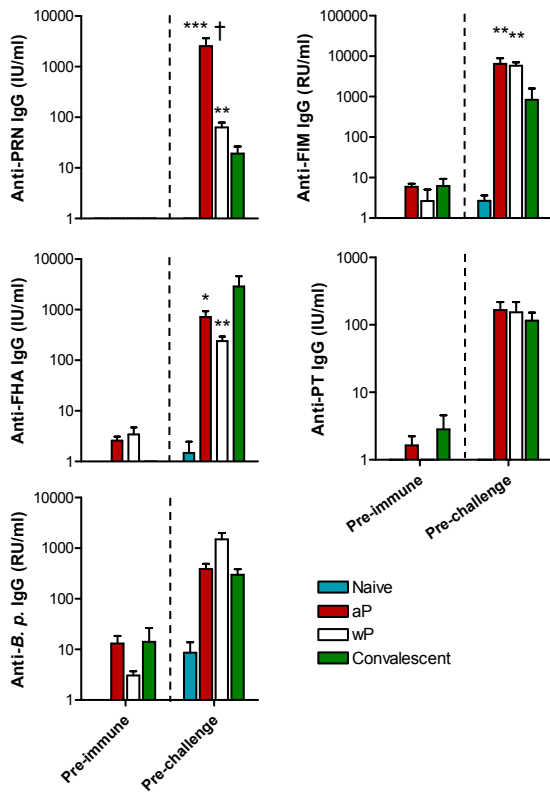 Anti-PRN IgG (IU/ml)
10000
1000
100
10
1
*** †
**
Anti-FIM IgG (RU/ml)
100000
10000
1000
100
10
1
** **
Anti-FHA IgG (IU/ml)
10000
1000
100
10
1
*
**
Anti-PT IgG (IU/ml)
1000
100
10
1
Pre-immune
Pre-challenge
Anti-B. p. IgG (RU/ml)
10000
1000
100
10
1
Pre-immune
Pre-challenge
Naive
aP
wP
Convalescent